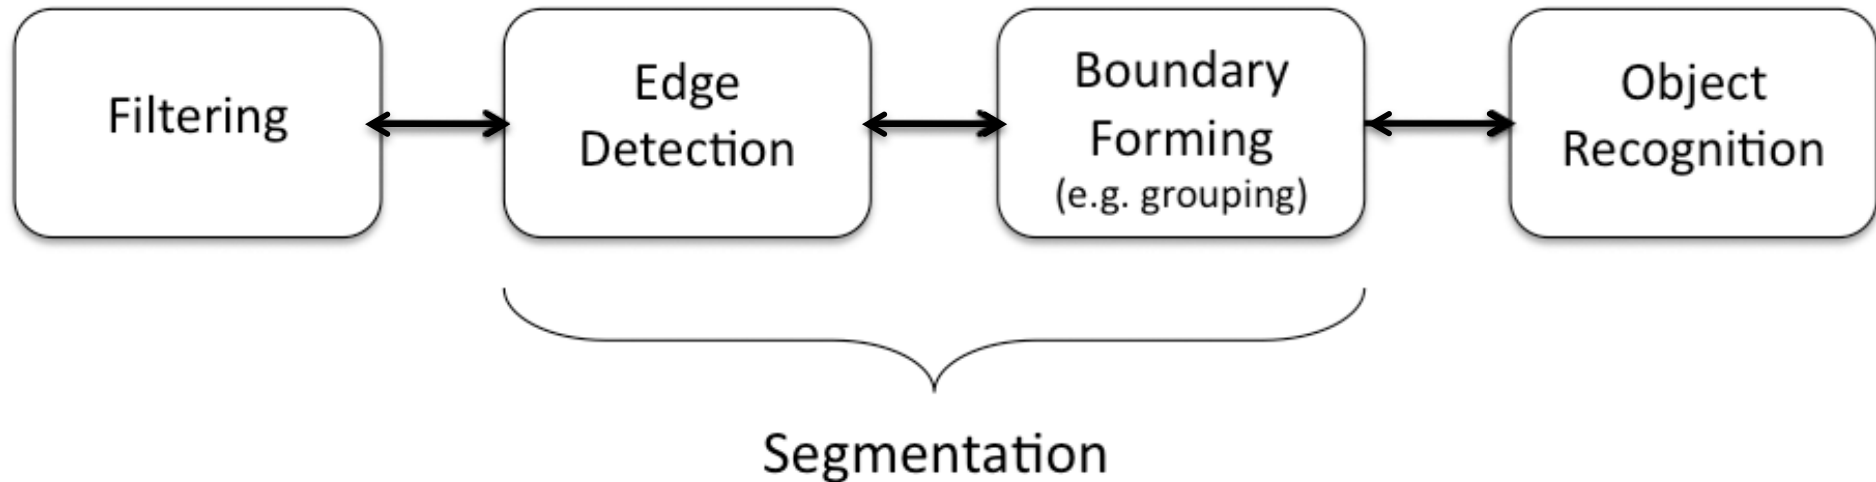 Filtering
Edge
Detection
Boundary
Forming
(e.g. grouping)
Object
Recognition
Segmentation